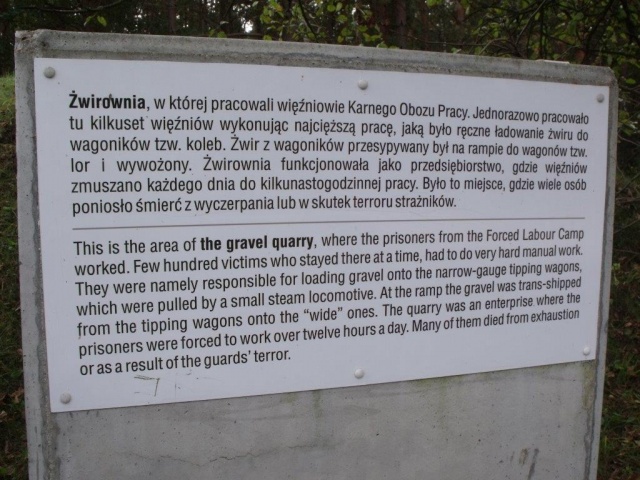 Żwirownia, w której pracowali więźniowie Karnego Obozu Pracy. Jednorazowo pracowało
tu kilkuset więźniów wykonując najcięższą pracę, jaką było ręczne ładowanie żwiru do
wagoników tzw. koleb. Żwir z wagoników przesypywany był na rampie do wagonów tzw.
lor i wywożony. Żwirownia funkcjonowała jako przedsiębiorstwo, gdzie więźniów
zmuszano każdego dnia do kilkunastogodzinnej pracy. Było to miejsce, gdzie wiele osób
poniosło śmierć z wyczerpania lub w skutek terroru strażników.
This is the area of the gravel quarry, where the prisoners from the Forced Labour Camp
worked. Few hundred victims who stayed there at a time, had to do very hard manual work.
They were namely responsible for loading gravel onto the narrow-gauge tipping wagons,
which were pulled by a small steam locomotive. At the ramp the gravel was trans-shipped
from the tipping wagons onto the “wide” ones. The quarry was an enterprise where the
prisoners were forced to work over twelve hours a day. Many of them died from exhaustion
or as a result of the guards’ terror.